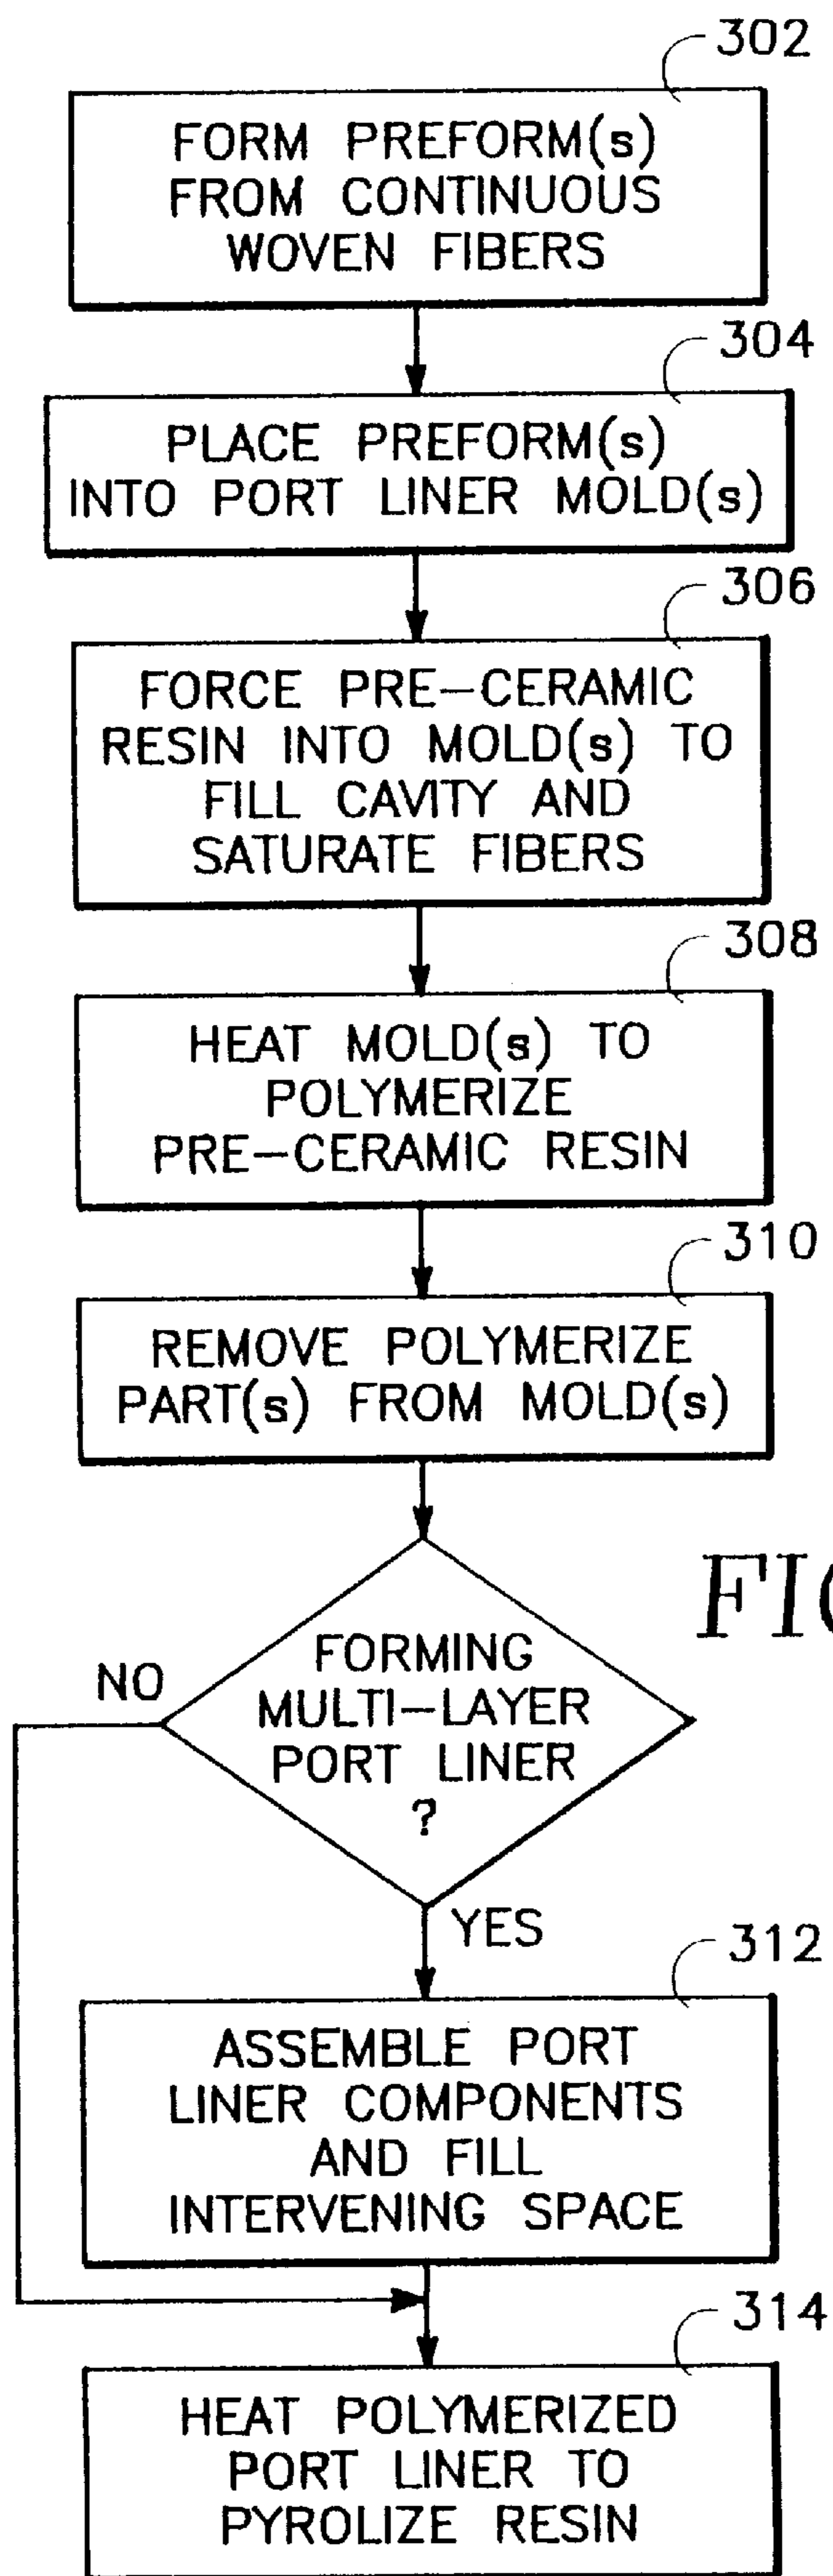 302
FORM PREFORM(s)
FROM CONTINUOUS
WOVEN FIBERS
304
PLACE PREFORM(s)
INTO PORT LINER MOLD(s)
306
FORCE PRE-CERAMIC
RESIN INTO MOLD(s) TO
FILL CAVITY AND
SATURATE FIBERS
308
HEAT MOLD(s) TO
POLYMERIZE
PRE-CERAMIC RESIN
310
REMOVE POLYMERIZE
PART(s) FROM MOLD(s)
FORMING
MULTI-LAYER
PORT LINER
?
NO
YES
312
ASSEMBLE PORT
LINER COMPONENTS
AND FILL
INTERVENING SPACE
314
HEAT POLYMERIZED
PORT LINER TO
PYROLIZE RESIN